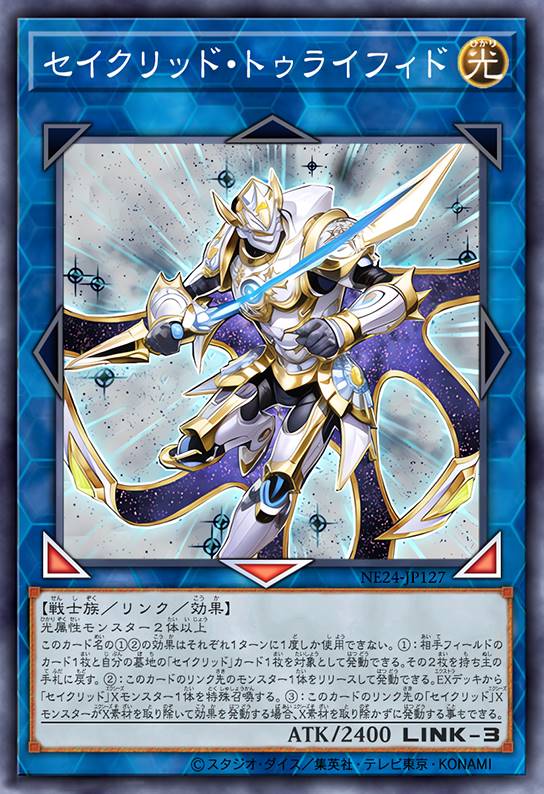 セイクリッド・トゥライフィド
光
NE24-JP127
【戦士族／リンク／効果】
光属性モンスター２体以上
このカード名の①②の効果はそれぞれ１ターンに１度しか使用できない。①：相手フィールドの
カード１枚と自分の墓地の「セイクリッド」カード１枚を対象として発動できる。その２枚を持ち主の
手札に戻す。②：このカードのリンク先のモンスター１体をリリースして発動できる。EXデッキから
「セイクリッド」Xモンスター１体を特殊召喚する。③：このカードのリンク先の「セイクリッド」X
モンスターがX素材を取り除いて効果を発動する場合、X素材を取り除かずに発動する事もできる。
ATK/2400 LINK-3
©スタジオ・ダイス/集英社・テレビ東京・KONAMI